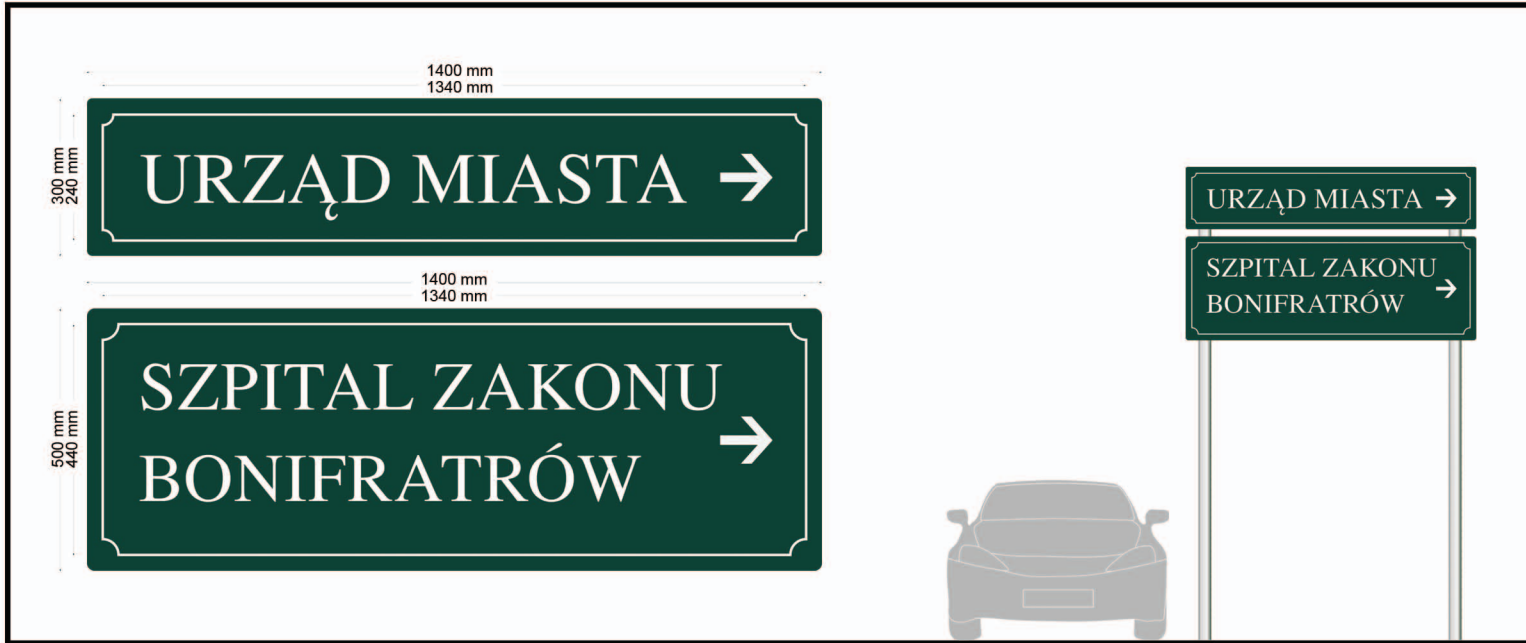 1400 mm
1340 mm
300 mm
240 mm
URZĄD MIASTA
1400 mm
1340 mm
500 mm
440 mm
SZPITAL ZAKONU
BONIFRATRÓW
URZĄD MIASTA
SZPITAL ZAKONU
BONIFRATRÓW